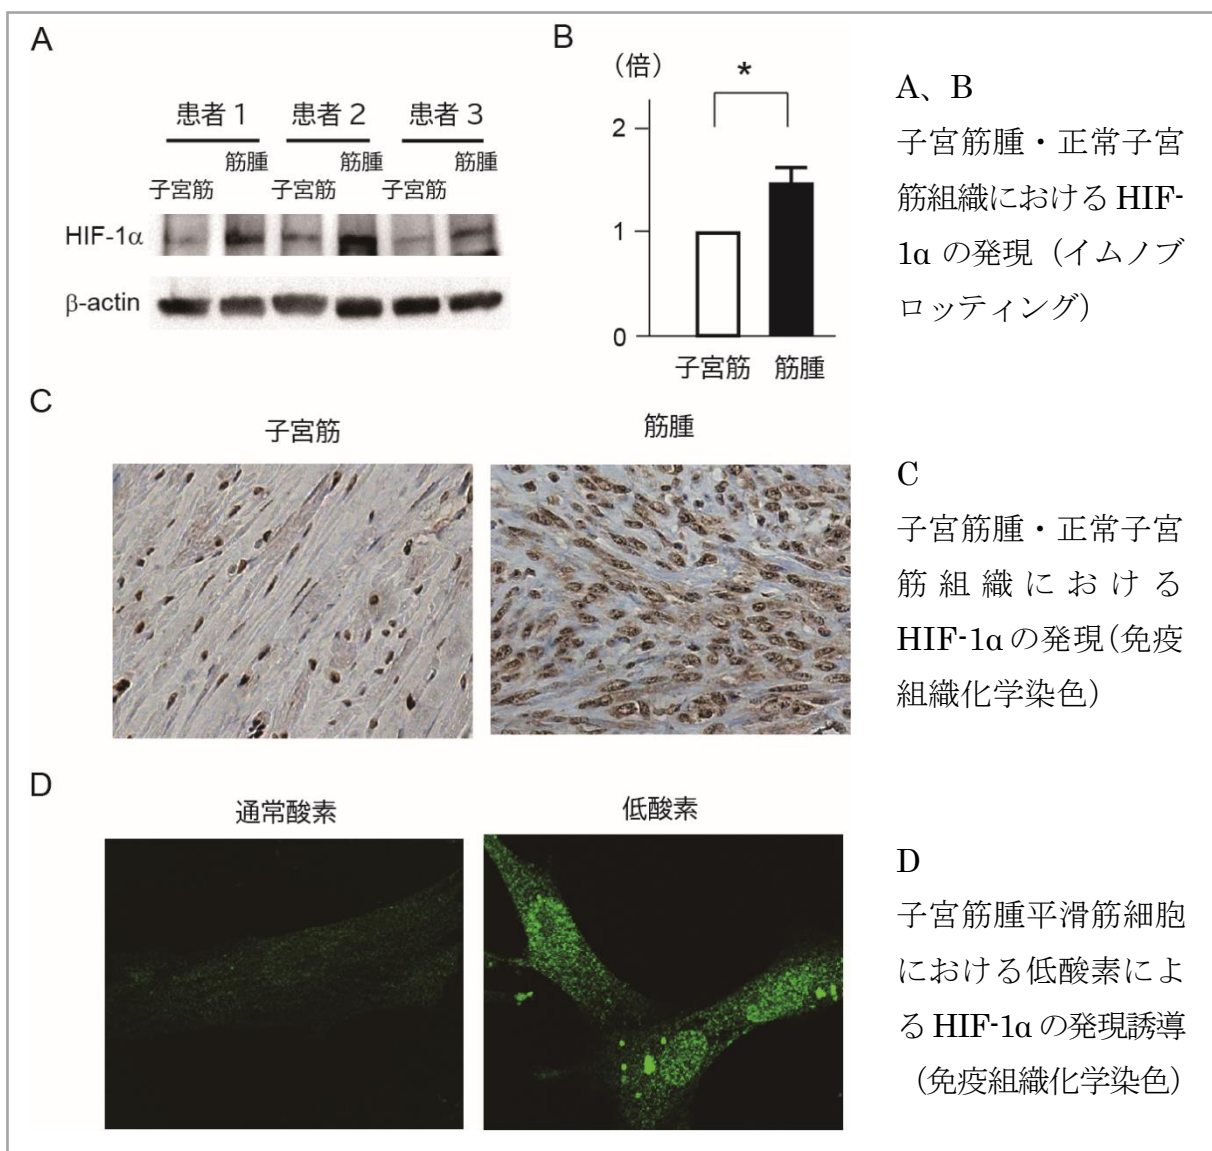 A
患者 1 患者 2 患者 3
筋腫 筋腫 筋腫
子宮筋 子宮筋 子宮筋
HIF-1α
β-actin
B
（倍）
*
2
1
0
子宮筋 筋腫
A、B
子宮筋腫・正常子宮
筋組織における HIF-
1α の発現（イムノブ
ロッティング）
C
子宮筋 筋腫
C
子宮筋腫・正常子宮
筋組織における
HIF-1α の発現（免疫
組織化学染色）
D
通常酸素 低酸素
D
子宮筋腫平滑筋細胞
における低酸素によ
る HIF-1α の発現誘導
（免疫組織化学染色）